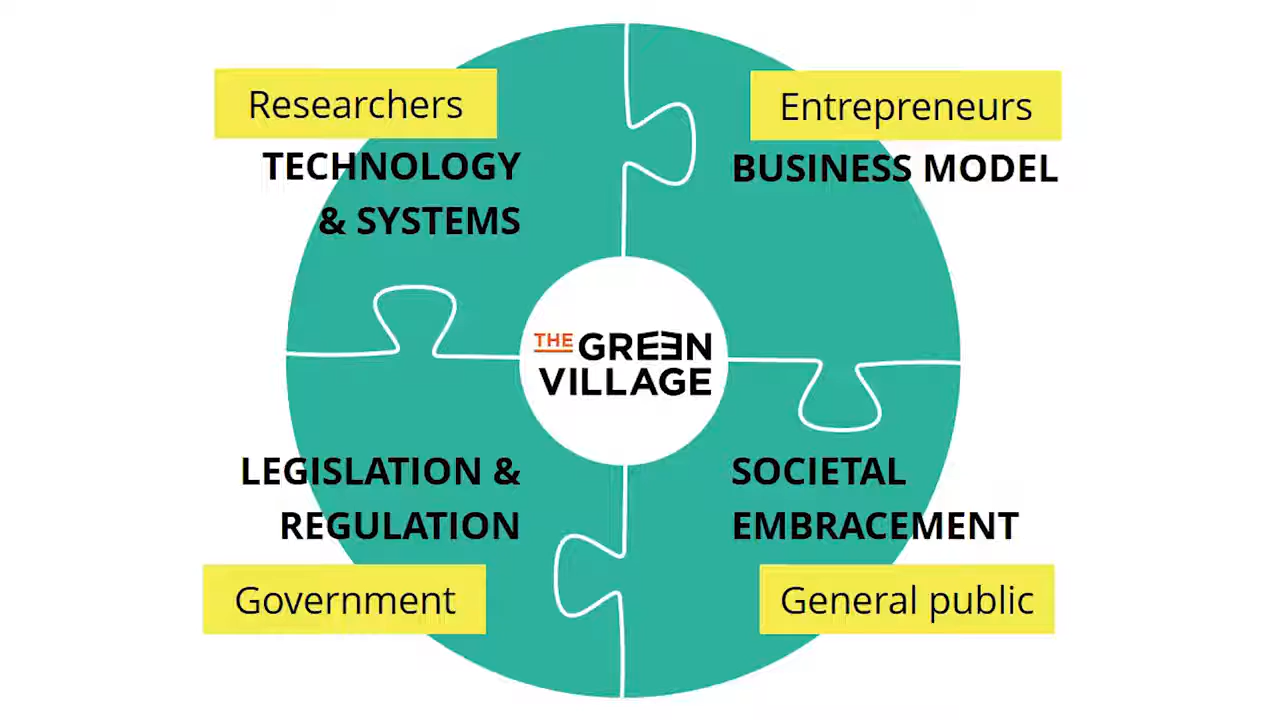 Researchers
TECHNOLOGY
& SYSTEMS
Entrepreneurs
BUSINESS MODEL
THE GREEN
VILLAGE
LEGISLATION &
REGULATION
Government
SOCIETAL
EMBRACEMENT
General public